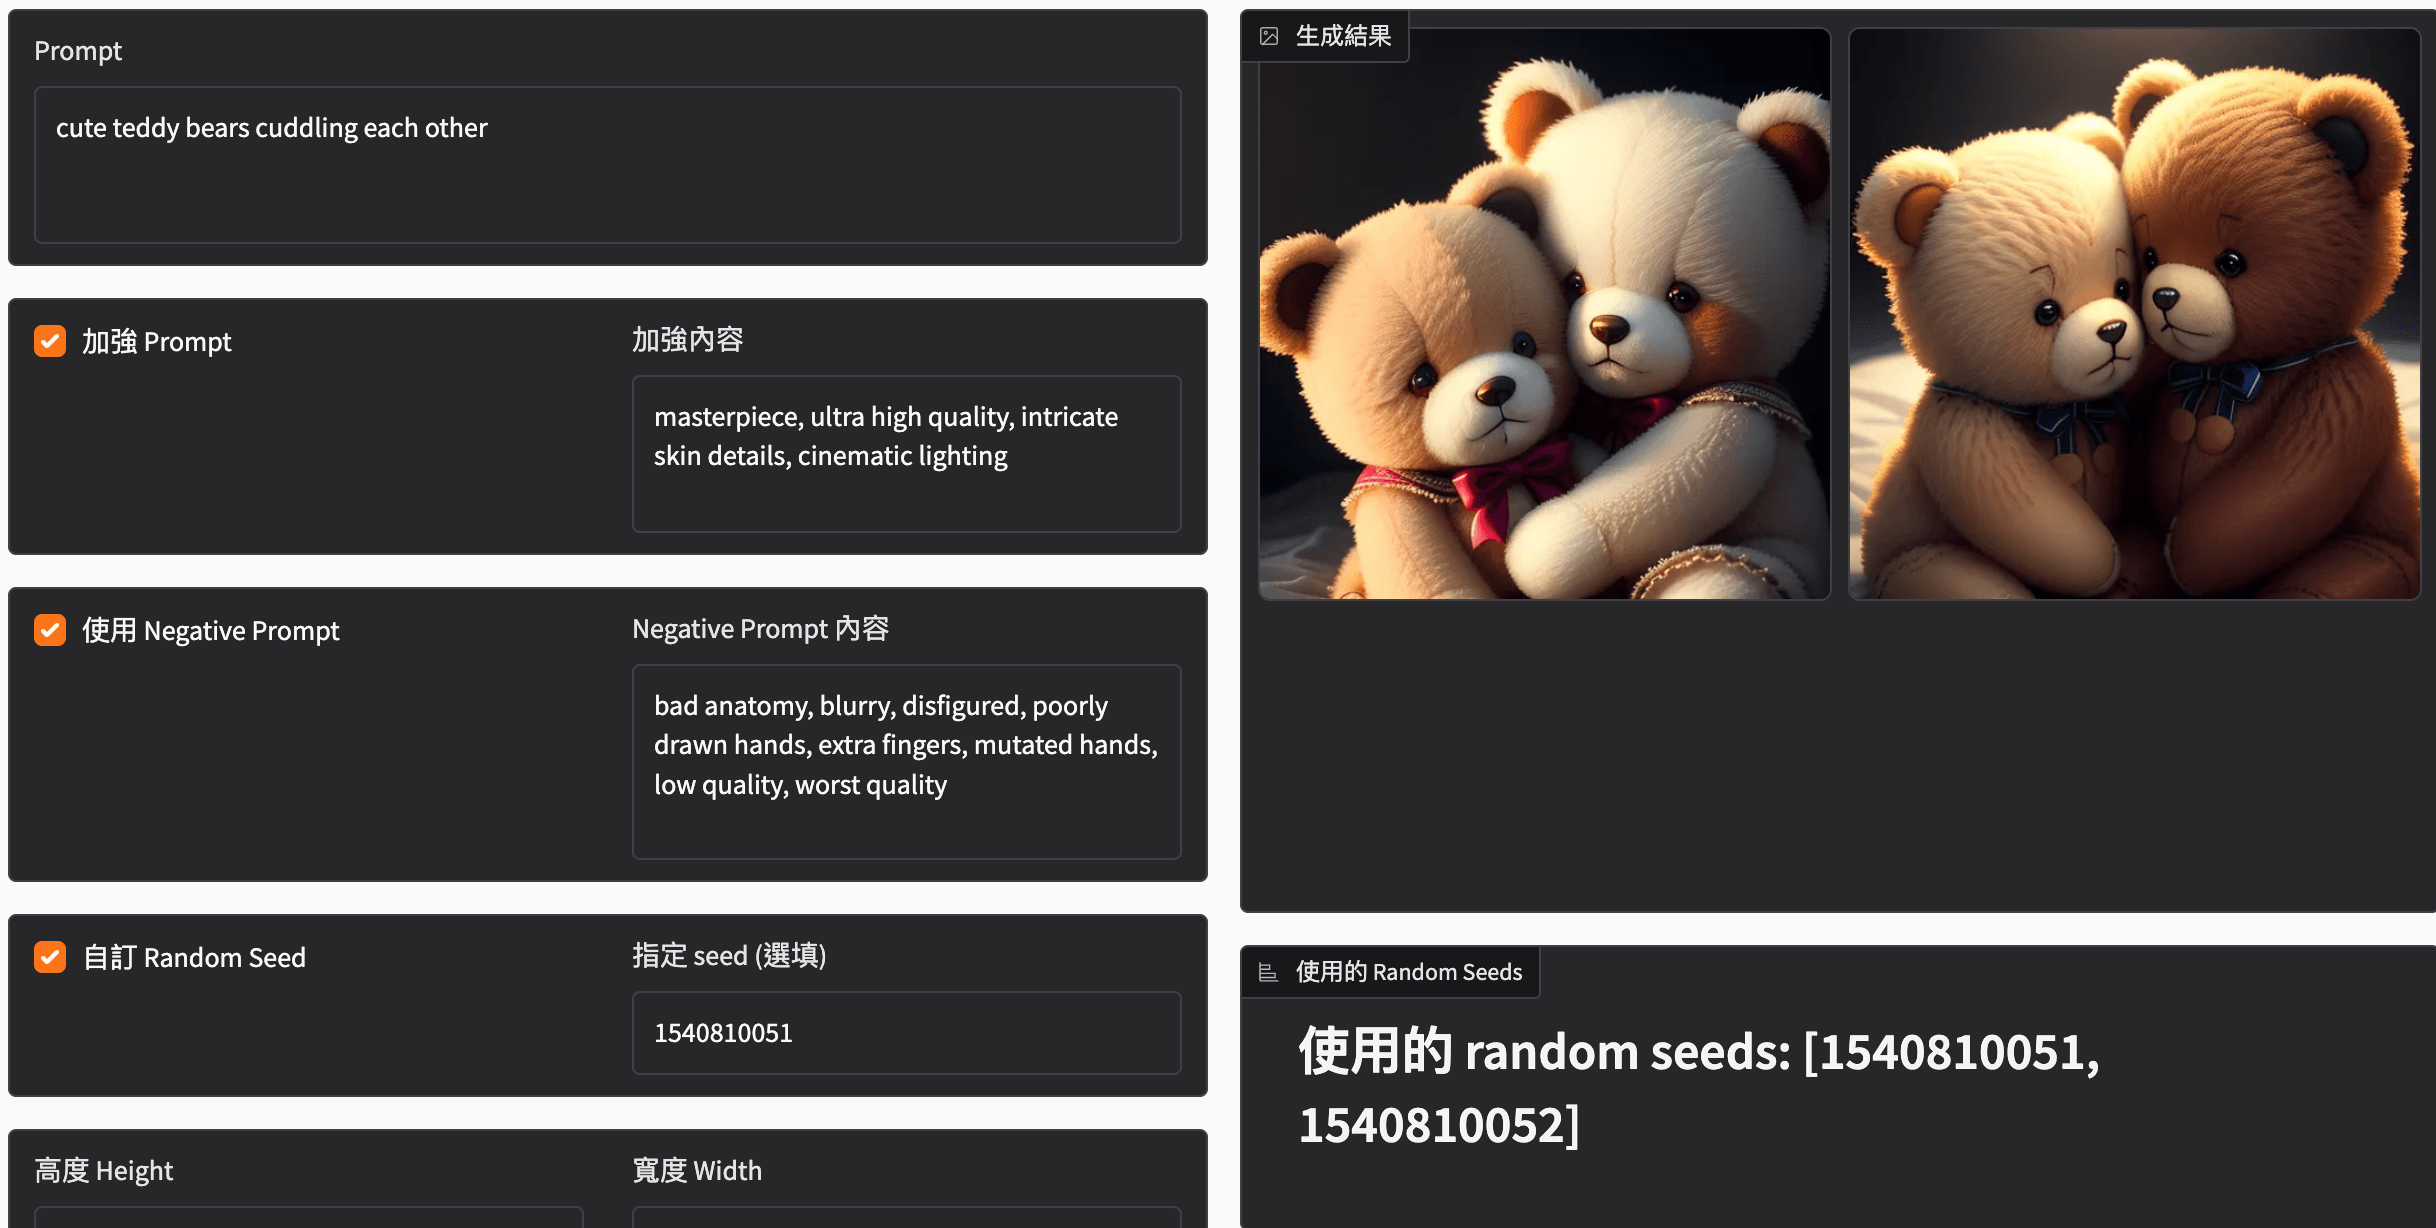 Prompt
cute teddy bears cuddling each other
加強 Prompt
加強內容
masterpiece, ultra high quality, intricate
skin details, cinematic lighting
使用 Negative Prompt
Negative Prompt 內容
bad anatomy, blurry, disfigured, poorly
drawn hands, extra fingers, mutated hands,
low quality, worst quality
自訂 Random Seed
指定 seed (選填)
1540810051
高度 Height
寬度 Width
生成結果
使用的 Random Seeds
使用的 random seeds: [1540810051,
1540810052]